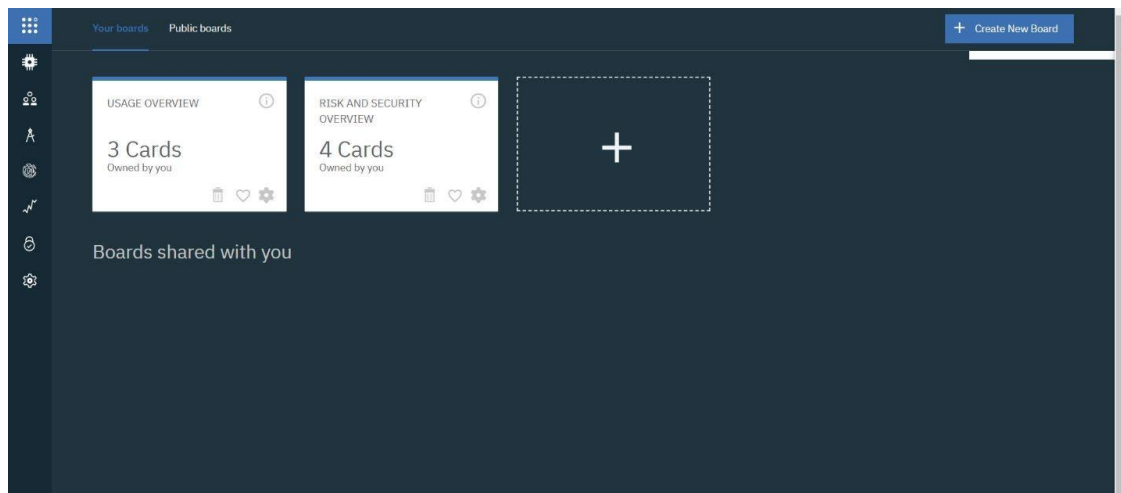 Your boards
Public boards
+ Create New Board
USAGE OVERVIEW
3 Cards
Owned by you
RISK AND SECURITY
OVERVIEW
4 Cards
Owned by you
Boards shared with you